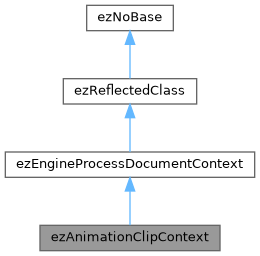 ezNoBase
ezReflectedClass
ezEngineProcessDocumentContext
ezAnimationClipContext